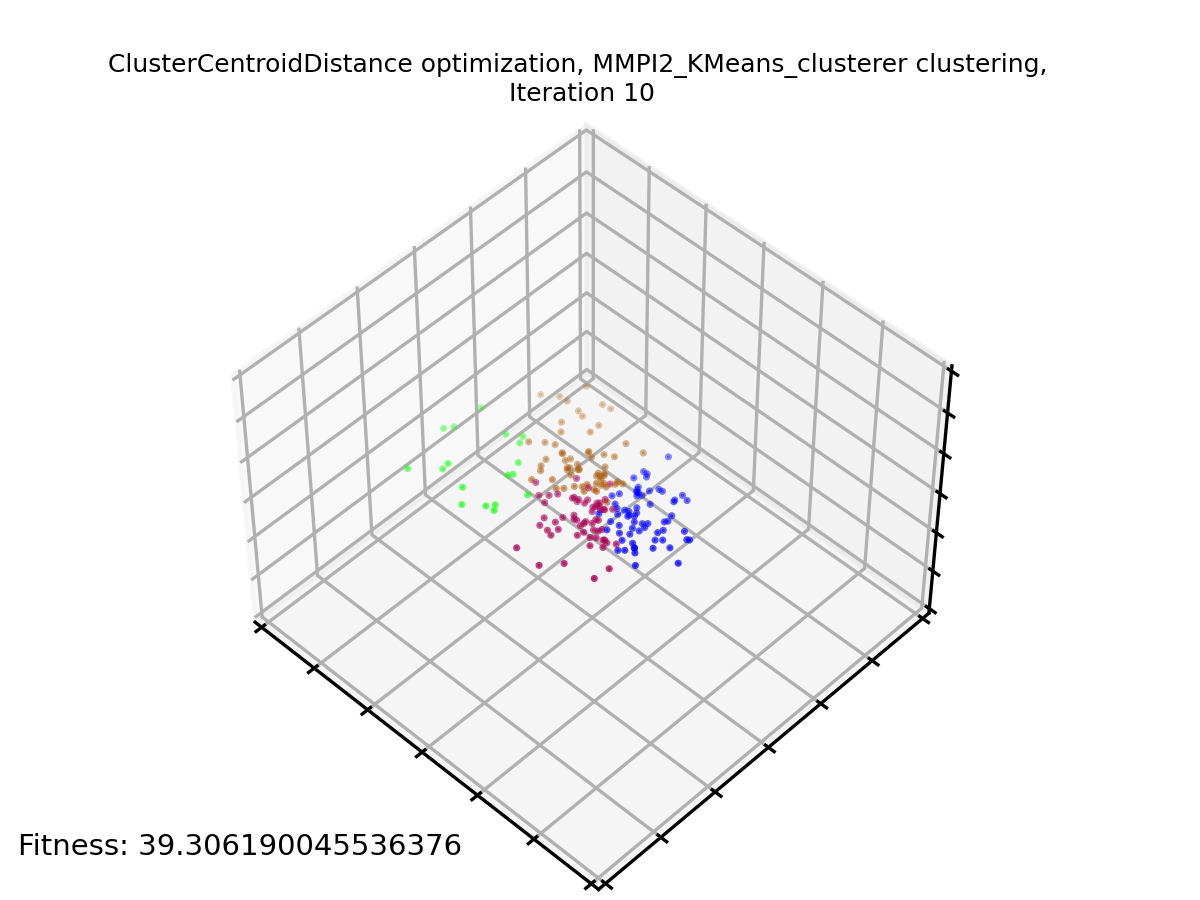 ClusterCentroidDistance optimization, MMPI2_KMeans_clusterer clustering,
Iteration 10
Fitness: 39.306190045536376